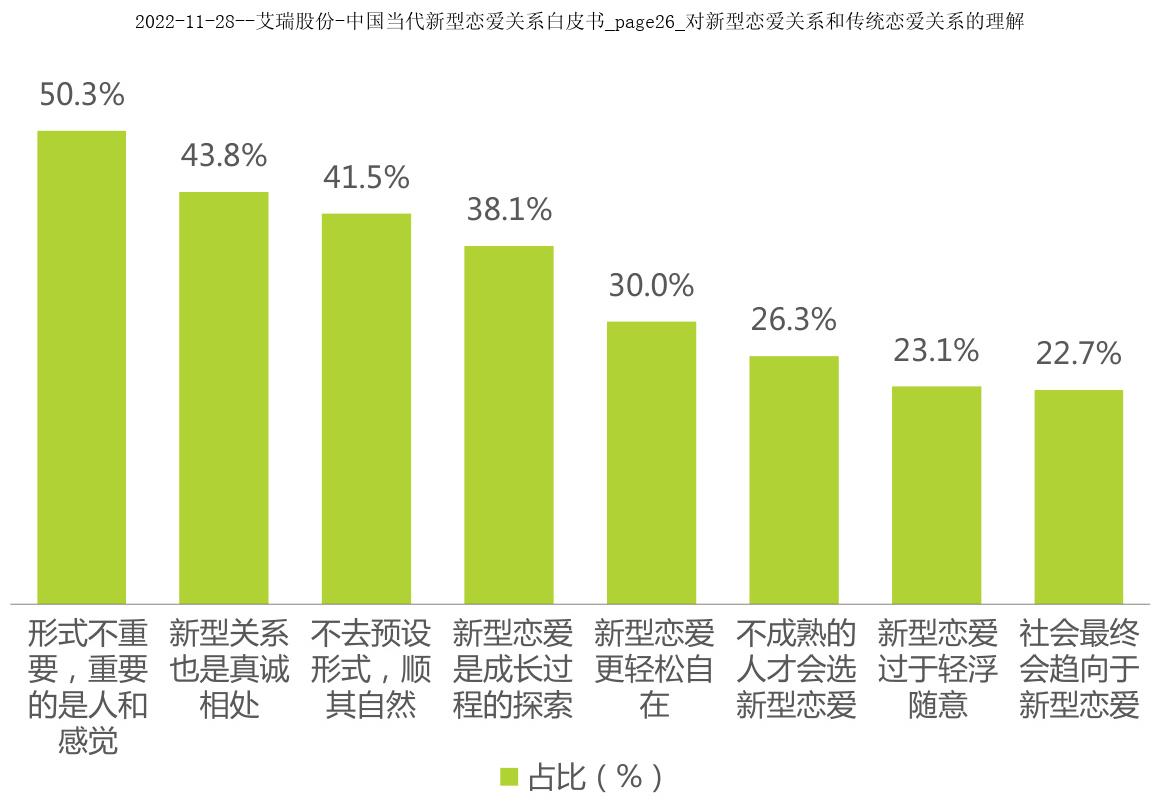 2022-11-28--艾瑞股份-中国当代新型恋爱关系白皮书_page26_对新型恋爱关系和传统恋爱关系的理解
50.3%
43.8%
41.5%
38.1%
30.0%
26.3%
23.1%
22.7%
形式不重
要，重要
的是人和
感觉
新型关系
也是真诚
相处
不去预设
形式，顺
其自然
新型恋爱
是成长过
程的探索
新型恋爱
更轻松自
在
不成熟的
人才会选
新型恋爱
新型恋爱
过于轻浮
随意
社会最终
会趋向于
新型恋爱
占比（%）